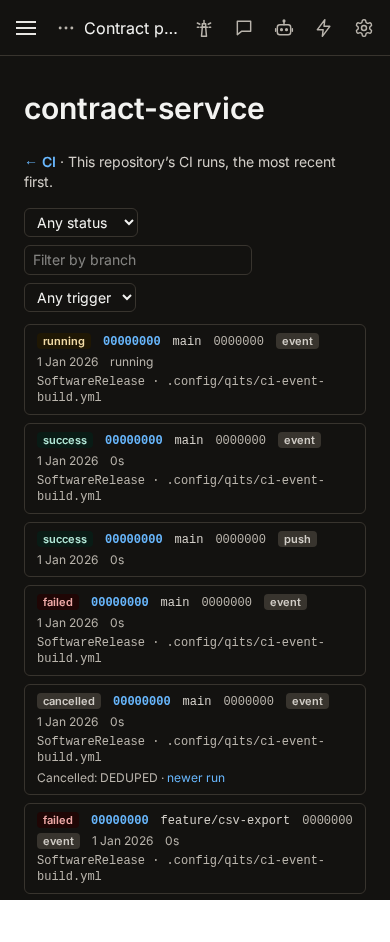 Contract p...
contract-service
← CI · This repository's CI runs, the most recent
first.
Any status
Filter by branch
Any trigger
running 00000000 main 0000000 event
1 Jan 2026 running
SoftwareRelease · .config/qits/ci-event-
build.yml
success 00000000 main 0000000 event
1 Jan 2026 0s
SoftwareRelease · .config/qits/ci-event-
build.yml
success 00000000 main 0000000 push
1 Jan 2026 0s
failed 00000000 main 0000000 event
1 Jan 2026 0s
SoftwareRelease · .config/qits/ci-event-
build.yml
cancelled 00000000 main 0000000 event
1 Jan 2026 0s
SoftwareRelease · .config/qits/ci-event-
build.yml
Cancelled: DEDUPED · newer run
failed 00000000 feature/csv-export 0000000
event 1 Jan 2026 0s
SoftwareRelease · .config/qits/ci-event-
build.yml